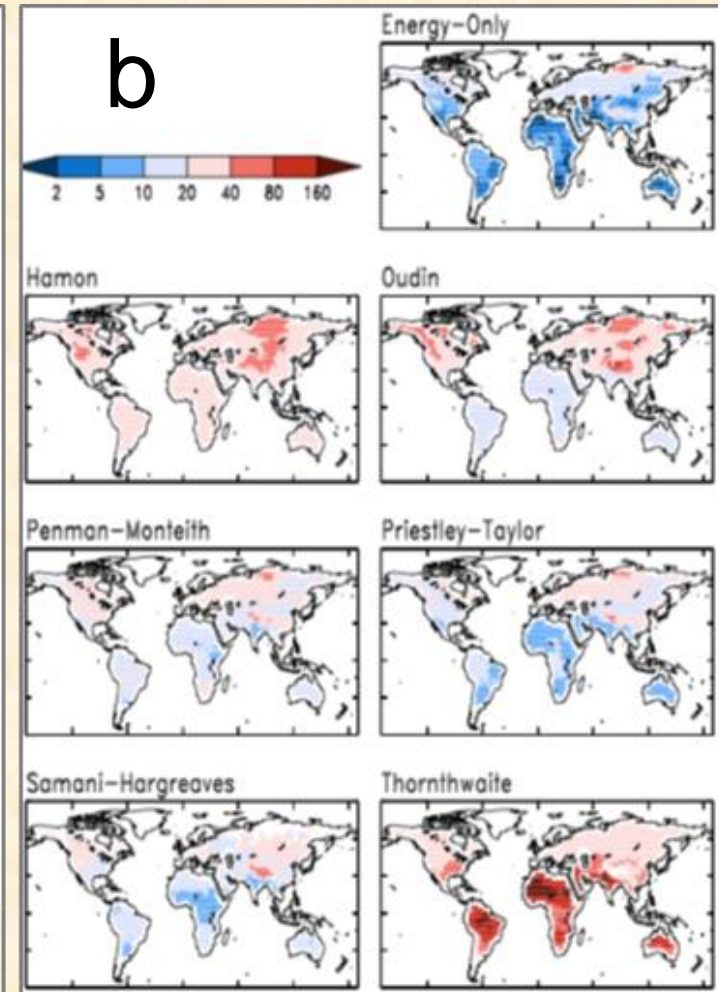 Energy-Only
b
2 5 10 20 40 80 160
Hamon Oudin
Penman-Monteith Priestley-Taylor
Samani-Hargreaves Thornthwaite